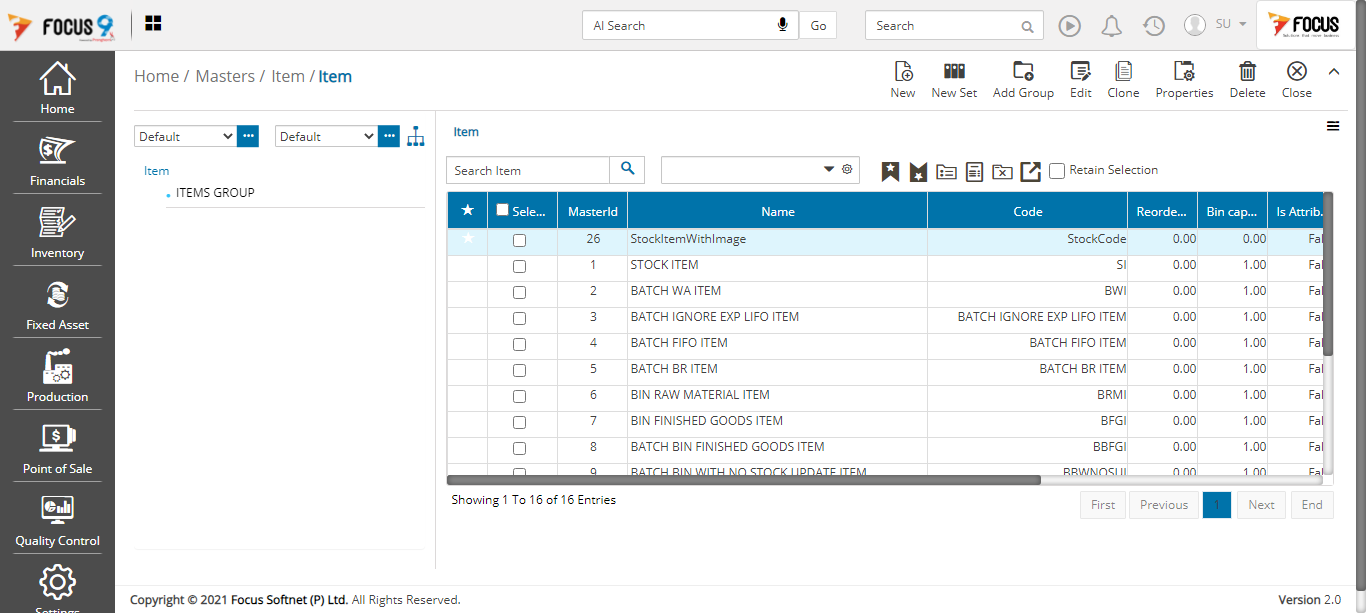 FOCUS 9
AI Search
Go
Search
SU
FOCUS
Home
Financials
Inventory
Fixed Asset
Production
Point of Sale
Quality Control
Settings
Home / Masters / Item / Item
New
New Set
Add Group
Edit
Clone
Properties
Delete
Close
Default
Default
Item
ITEMS GROUP
Item
Search Item
Retain Selection
Sele... MasterId Name Code Reorde... Bin cap... Is Attrib.
26 StockItemWithImage StockCode 0.00 0.00 Fal
1 STOCK ITEM SI 0.00 1.00 Fal
2 BATCH WA ITEM BWI 0.00 1.00 Fal
3 BATCH IGNORE EXP LIFO ITEM BATCH IGNORE EXP LIFO ITEM 0.00 1.00 Fal
4 BATCH FIFO ITEM BATCH FIFO ITEM 0.00 1.00 Fal
5 BATCH BR ITEM BATCH BR ITEM 0.00 1.00 Fal
6 BIN RAW MATERIAL ITEM BRMI 0.00 1.00 Fal
7 BIN FINISHED GOODS ITEM BFGI 0.00 1.00 Fal
8 BATCH BIN FINISHED GOODS ITEM BBFGI 0.00 1.00 Fal
9 BATCH BIN WITH NO STOCK UPDATE ITEM BBWNOSUI 0.00 1.00 Fal
Showing 1 To 16 of 16 Entries
First
Previous
1
Next
End
Copyright © 2021 Focus Softnet (P) Ltd. All Rights Reserved.
Version 2.0